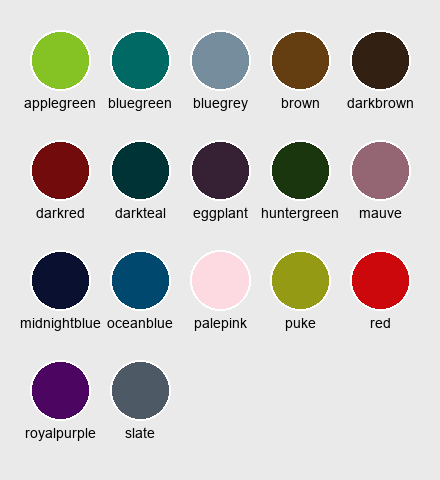 applegreen bluegreen bluegrey brown darkbrown
darkred darkteal eggplant huntergreen mauve
midnightblue oceanblue palepink puke red
royalpurple slate